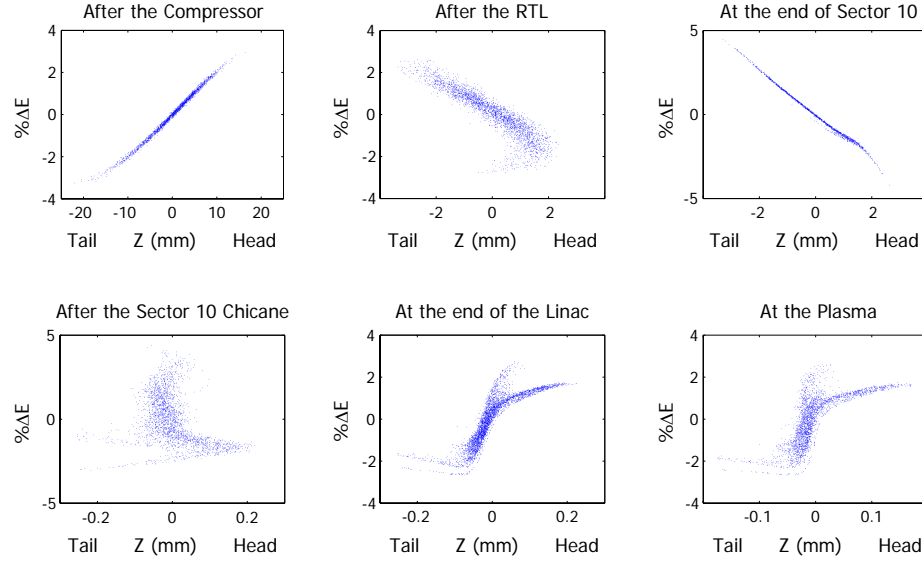 After the Compressor
4
2
0
-2
-4
%ΔE
-20 -10 0 10 20
Tail Z (mm) Head
After the RTL
4
2
0
-2
-4
%ΔE
-2 0 2
Tail Z (mm) Head
At the end of Sector 10
5
0
-5
%ΔE
-2 0 2
Tail Z (mm) Head
After the Sector 10 Chicane
5
0
-5
%ΔE
-0.2 0 0.2
Tail Z (mm) Head
At the end of the Linac
4
2
0
-2
-4
%ΔE
-0.2 0 0.2
Tail Z (mm) Head
At the Plasma
4
2
0
-2
-4
%ΔE
-0.1 0 0.1
Tail Z (mm) Head